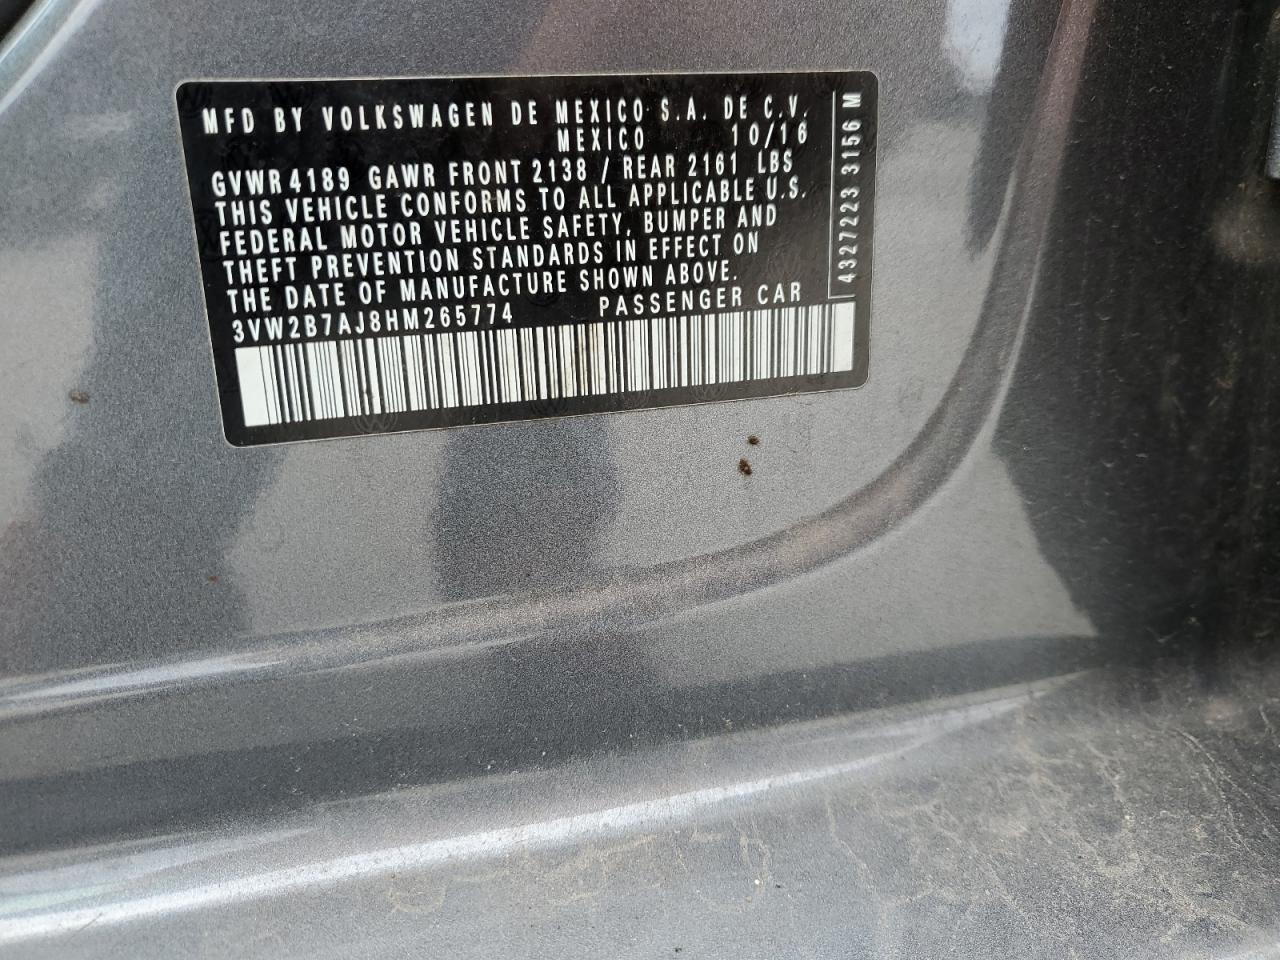 MFD BY VOLKSWAGEN DE MEXICO S.A. DE C.V.
MEXICO 10/16
GVWR 4189 GAWR FRONT 2138 / REAR 2161 LBS
THIS VEHICLE CONFORMS TO ALL APPLICABLE U.S.
FEDERAL MOTOR VEHICLE SAFETY, BUMPER AND
THEFT PREVENTION STANDARDS IN EFFECT ON
THE DATE OF MANUFACTURE SHOWN ABOVE.
3VW2B7AJ8HM265774 PASSENGER CAR
4327223 3156 M